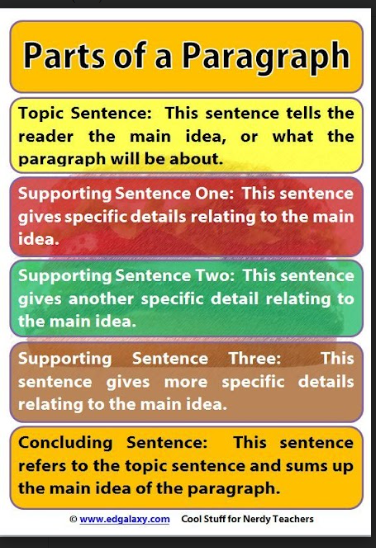 Parts of a Paragraph
Topic Sentence: This sentence tells the
reader the main idea, or what the
paragraph will be about.
Supporting Sentence One: This sentence
gives specific details relating to the main
idea.
Supporting Sentence Two: This sentence
gives another specific detail relating to
the main idea.
Supporting Sentence Three: This
sentence gives more specific details
relating to the main idea.
Concluding Sentence: This sentence
refers to the topic sentence and sums up
the main idea of the paragraph.
© www.edgalaxy.com Cool Stuff for Nerdy Teachers